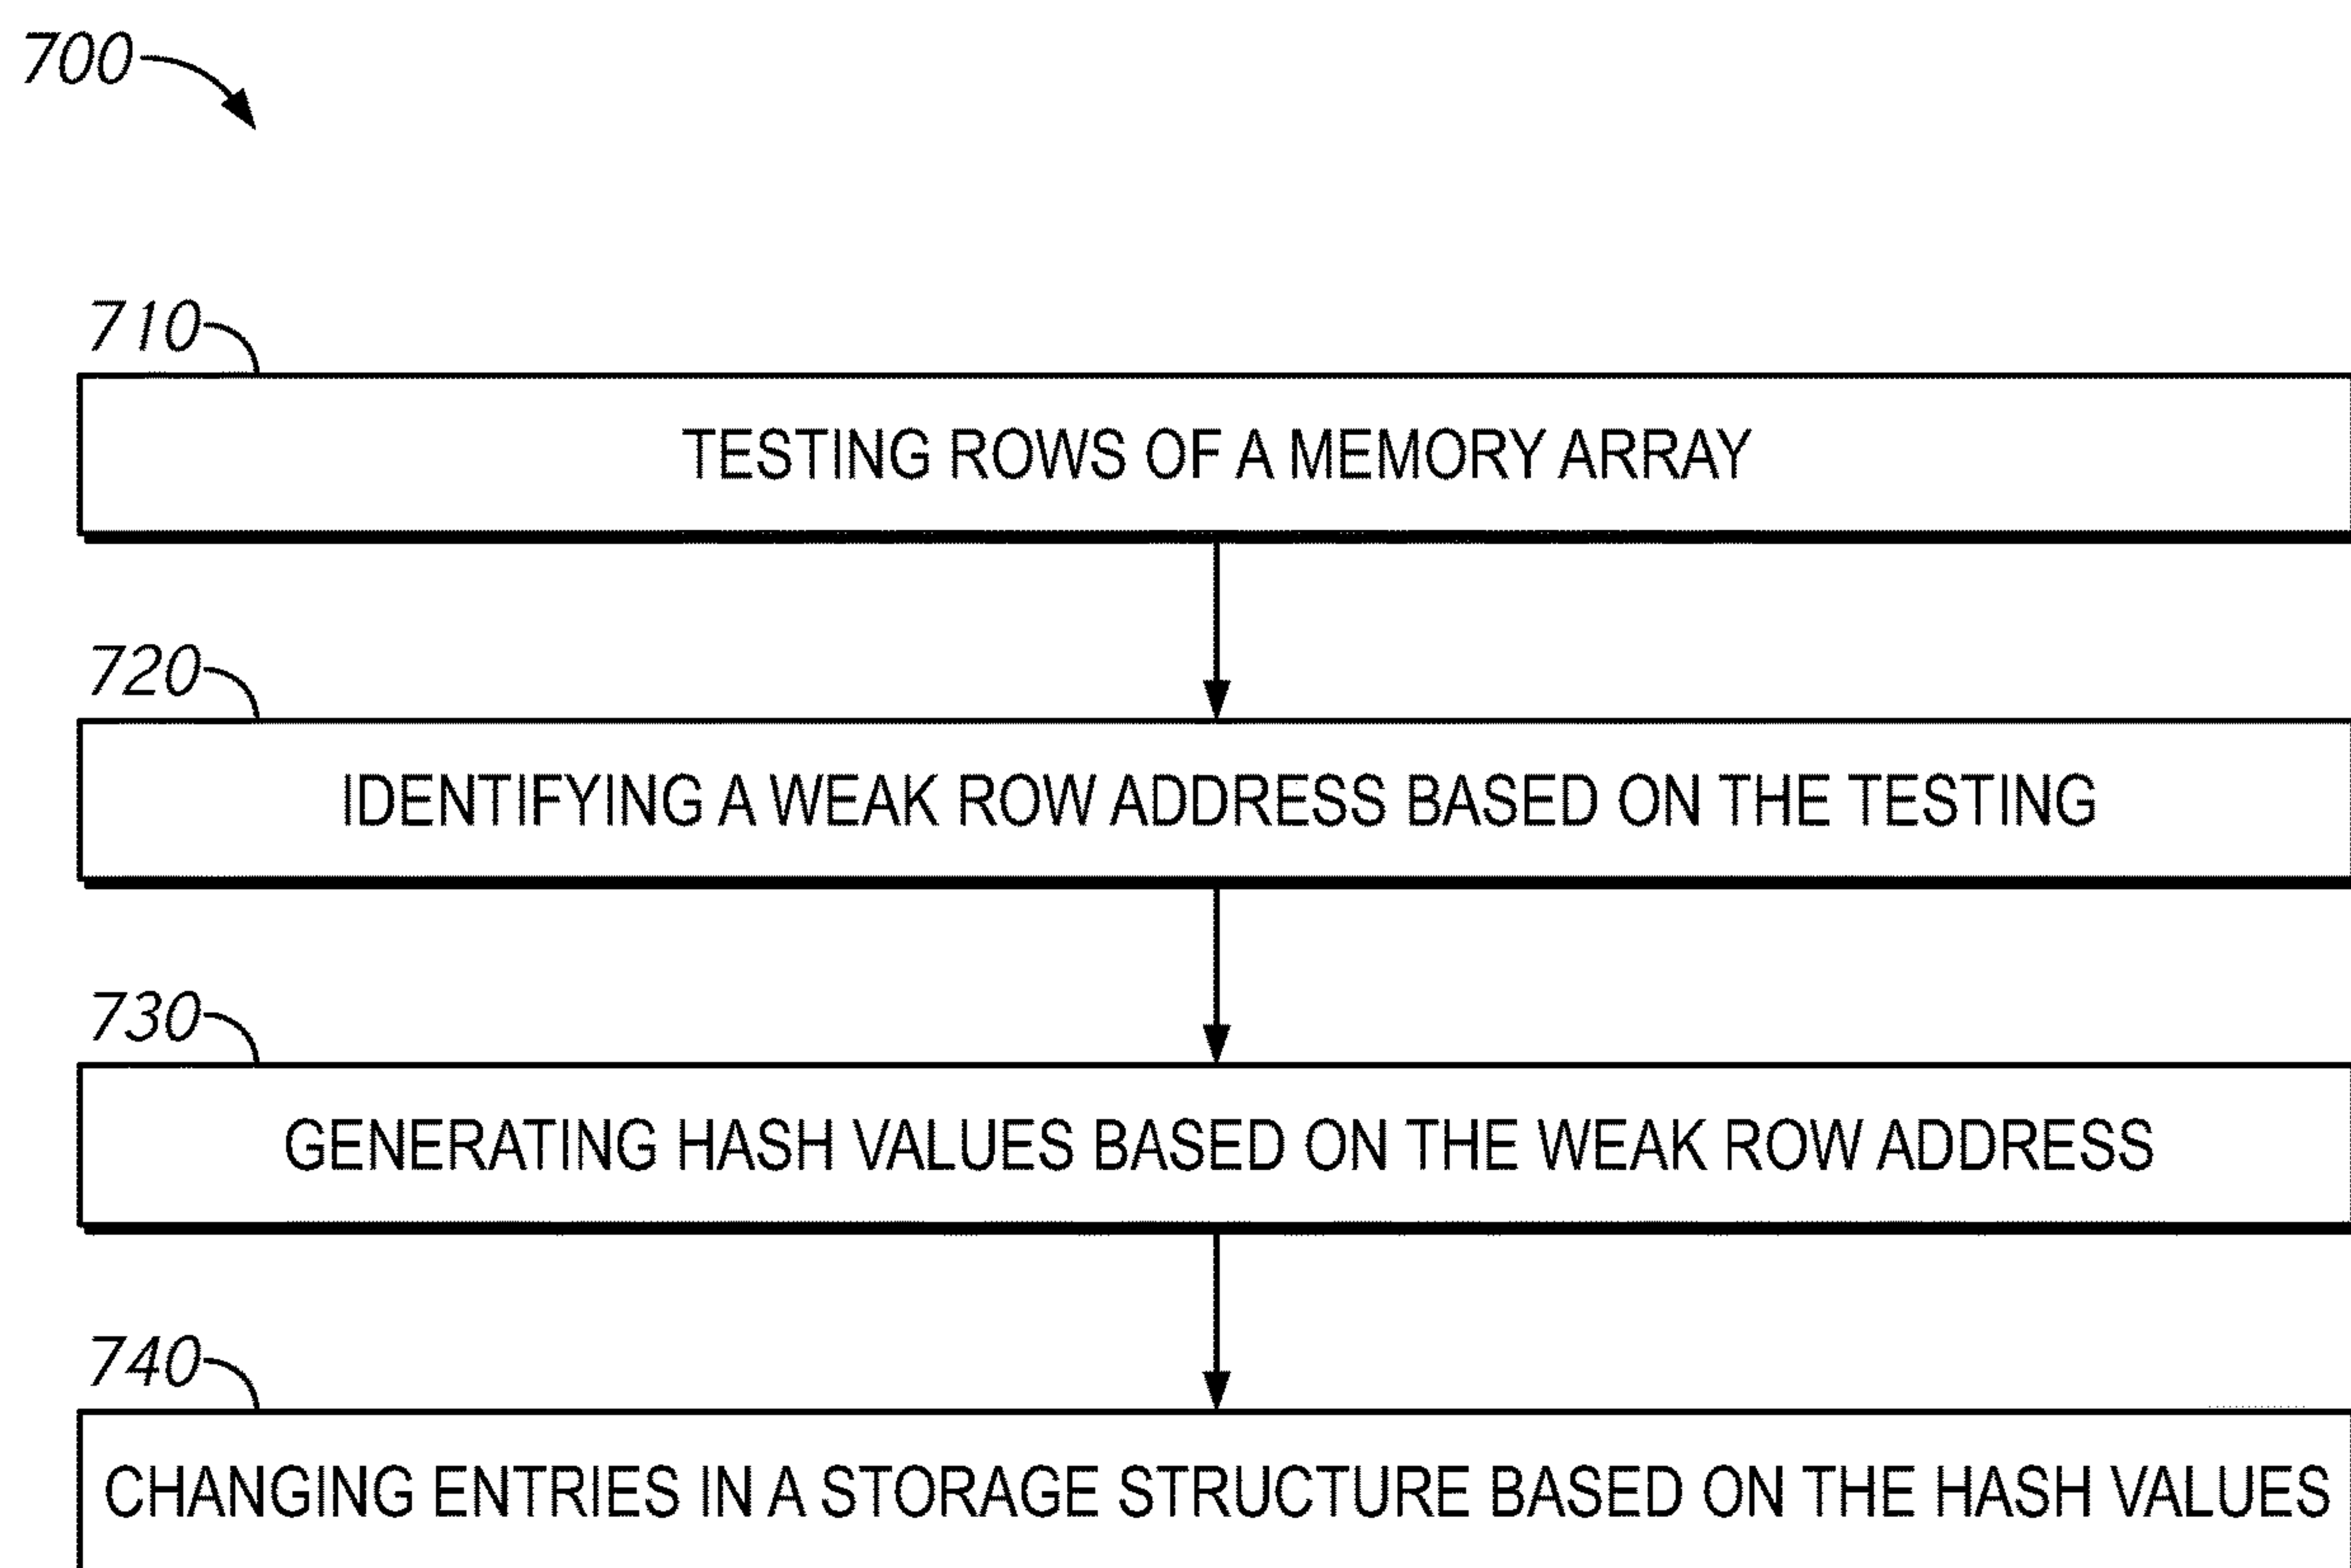 700
710
TESTING ROWS OF A MEMORY ARRAY
720
IDENTIFYING A WEAK ROW ADDRESS BASED ON THE TESTING
730
GENERATING HASH VALUES BASED ON THE WEAK ROW ADDRESS
740
CHANGING ENTRIES IN A STORAGE STRUCTURE BASED ON THE HASH VALUES